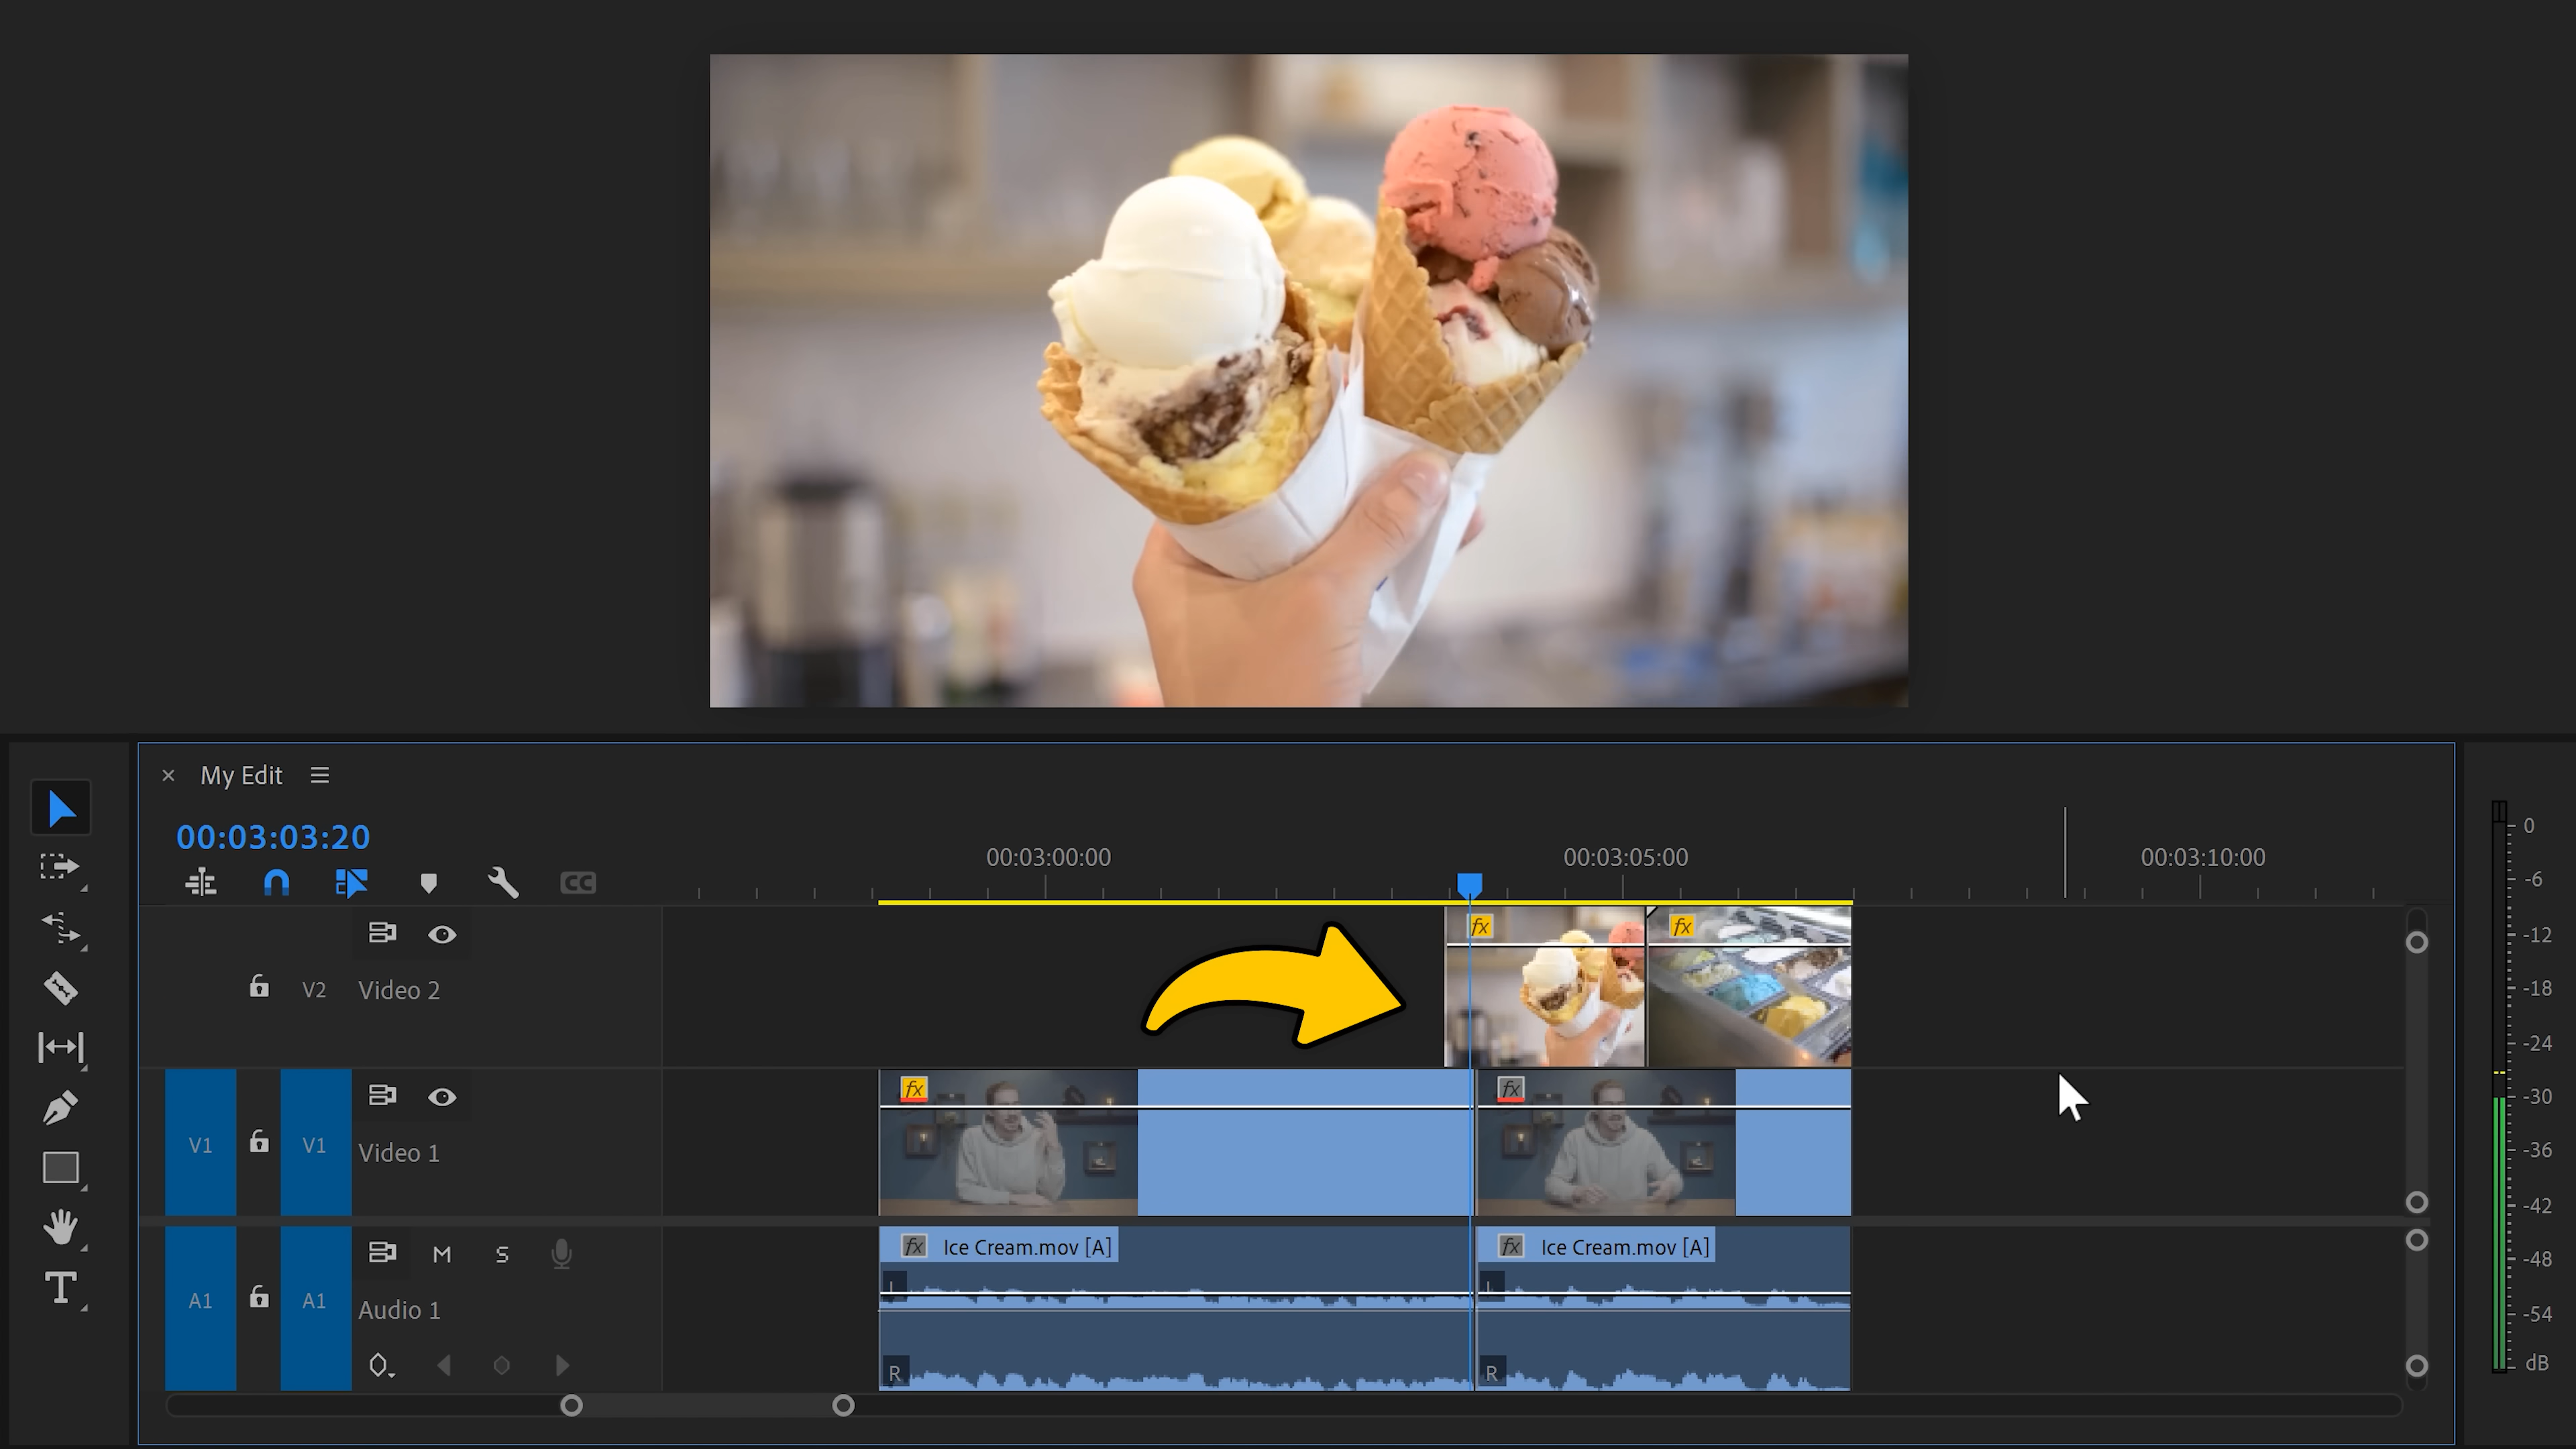 My Edit
00:03:03:20
00:03:00:00 00:03:05:00 00:03:10:00
CC
fx fx
V2 Video 2
fx fx
V1 V1 Video 1
fx Ice Cream.mov [A] fx Ice Cream.mov [A]
M S
L L
A1 A1 Audio 1
R R
T
0
-6
-12
-18
-24
-30
-36
-42
-48
-54
dB